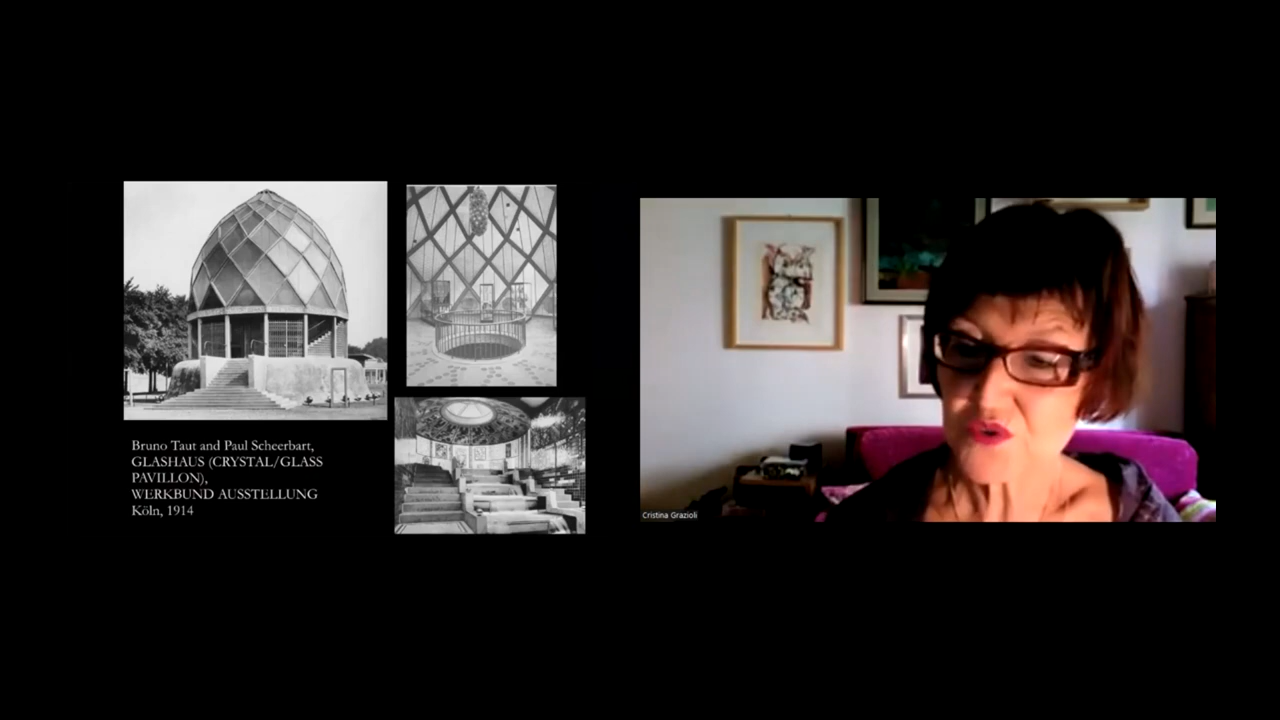 Bruno Taut and Paul Scheerbart,
GLASHAUS (CRYSTAL/GLASS
PAVILLON),
WERKBUND AUSSTELLUNG
Köln, 1914
Cristina Grazioli